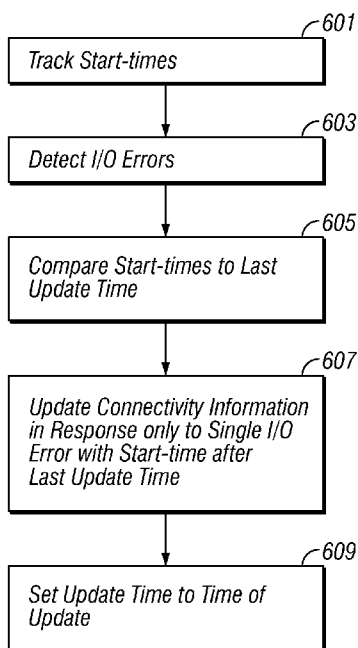 601
Track Start-times
603
Detect I/O Errors
605
Compare Start-times to Last
Update Time
607
Update Connectivity Information
in Response only to Single I/O
Error with Start-time after
Last Update Time
609
Set Update Time to Time of
Update